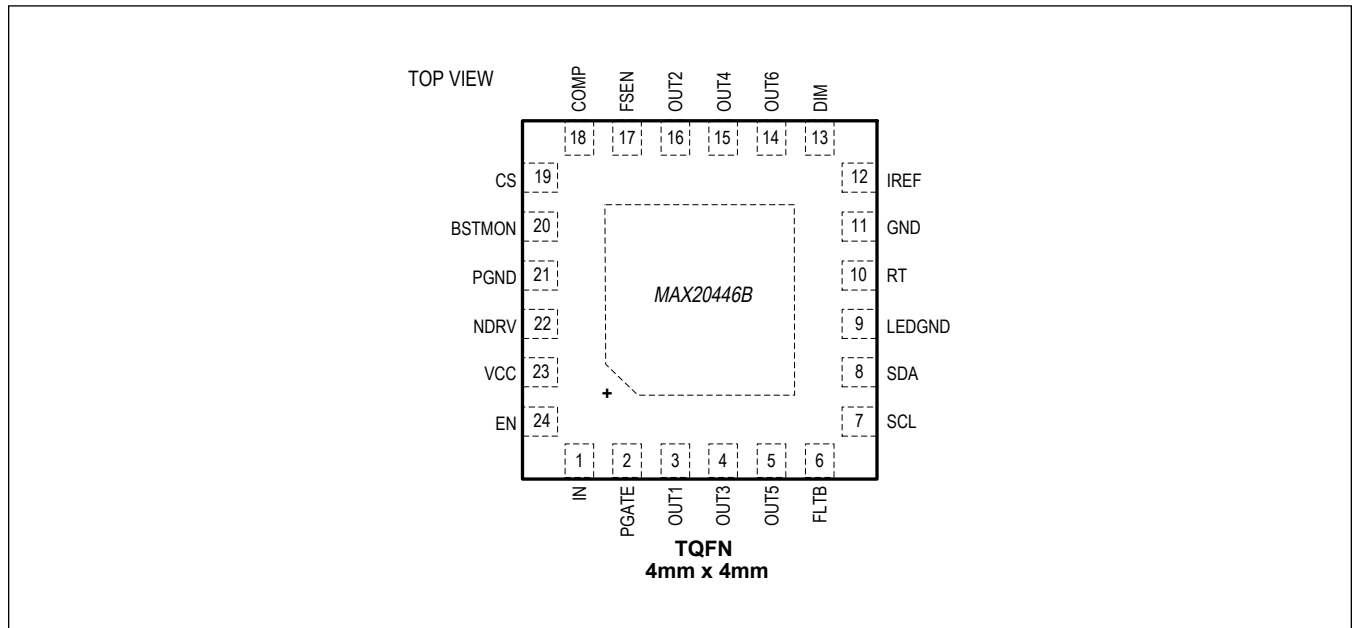 TOP VIEW
COMP
FSEN
OUT2
OUT4
OUT6
DIM
18 17 16 15 14 13
CS 19
BSTMON 20
PGND 21
NDRV 22
VCC 23
EN 24
12 IREF
11 GND
10 RT
9 LEDGND
8 SDA
7 SCL
MAX20446B
+
1 2 3 4 5 6
IN
PGATE
OUT1
OUT3
OUT5
FLTB
TQFN
4mm x 4mm